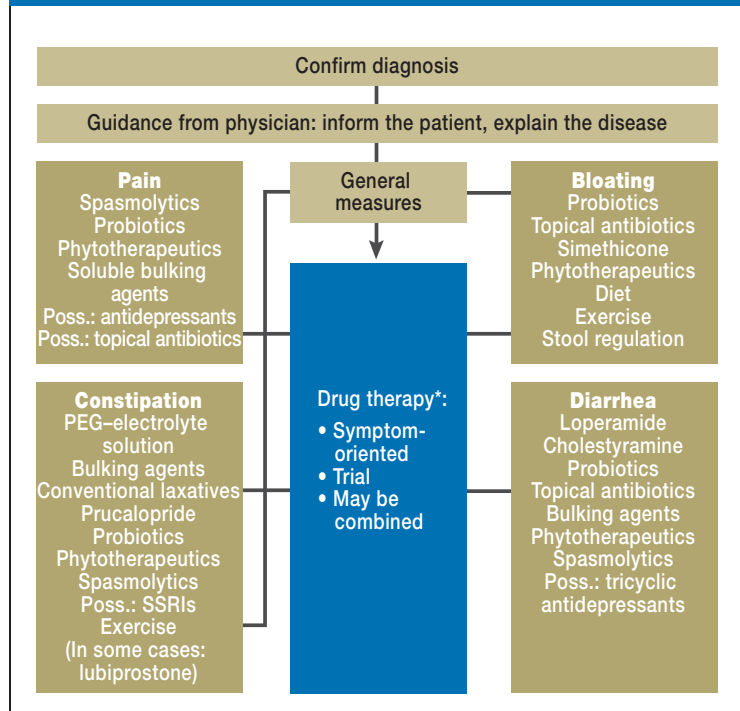 Confirm diagnosis
Guidance from physician: inform the patient, explain the disease
General
measures
Pain
Spasmolytics
Probiotics
Phytotherapeutics
Soluble bulking
agents
Poss.: antidepressants
Poss.: topical antibiotics
Bloating
Probiotics
Topical antibiotics
Simethicone
Phytotherapeutics
Diet
Exercise
Stool regulation
Drug therapy*:
• Symptom-
oriented
• Trial
• May be
combined
Constipation
PEG–electrolyte
solution
Bulking agents
Conventional laxatives
Prucalopride
Probiotics
Phytotherapeutics
Spasmolytics
Poss.: SSRIs
Exercise
(In some cases:
lubiprostone)
Diarrhea
Loperamide
Cholestyramine
Probiotics
Topical antibiotics
Bulking agents
Phytotherapeutics
Spasmolytics
Poss.: tricyclic
antidepressants